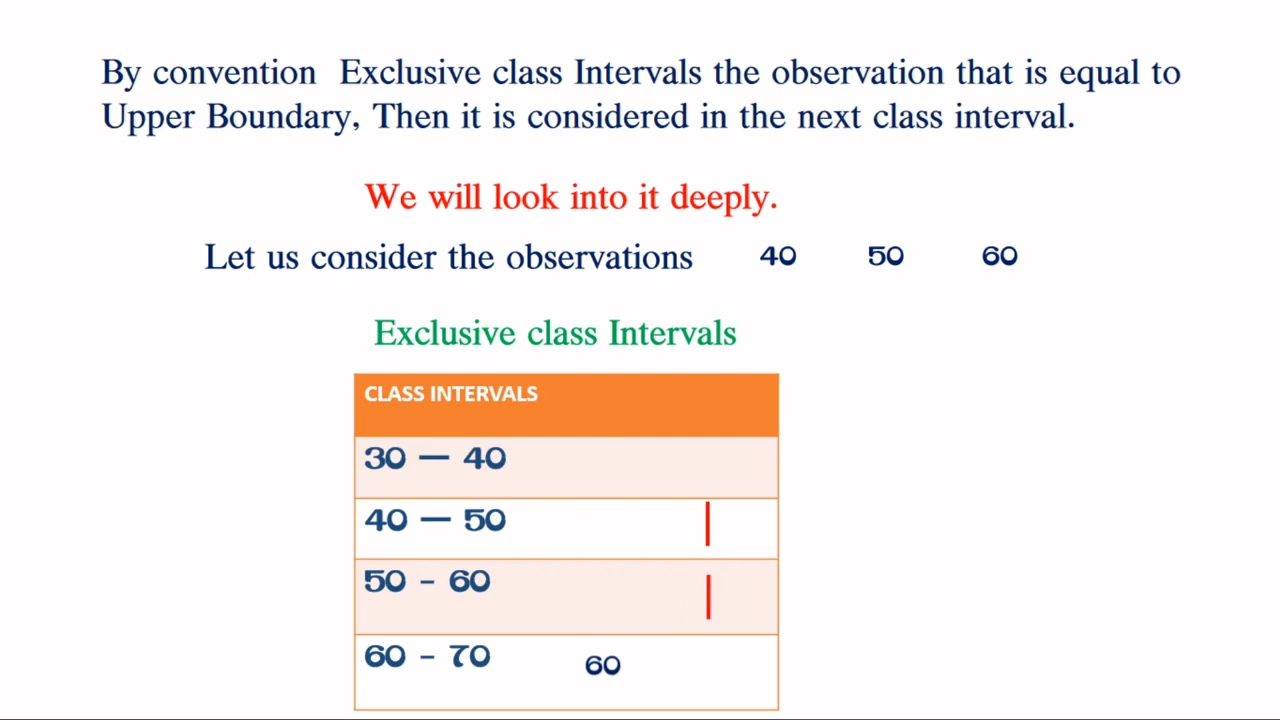 By convention Exclusive class Intervals the observation that is equal to
Upper Boundary, Then it is considered in the next class interval.
We will look into it deeply.
Let us consider the observations 40 50 60
Exclusive class Intervals
CLASS INTERVALS
30 — 40
40 — 50 |
50 - 60 |
60 - 70 60